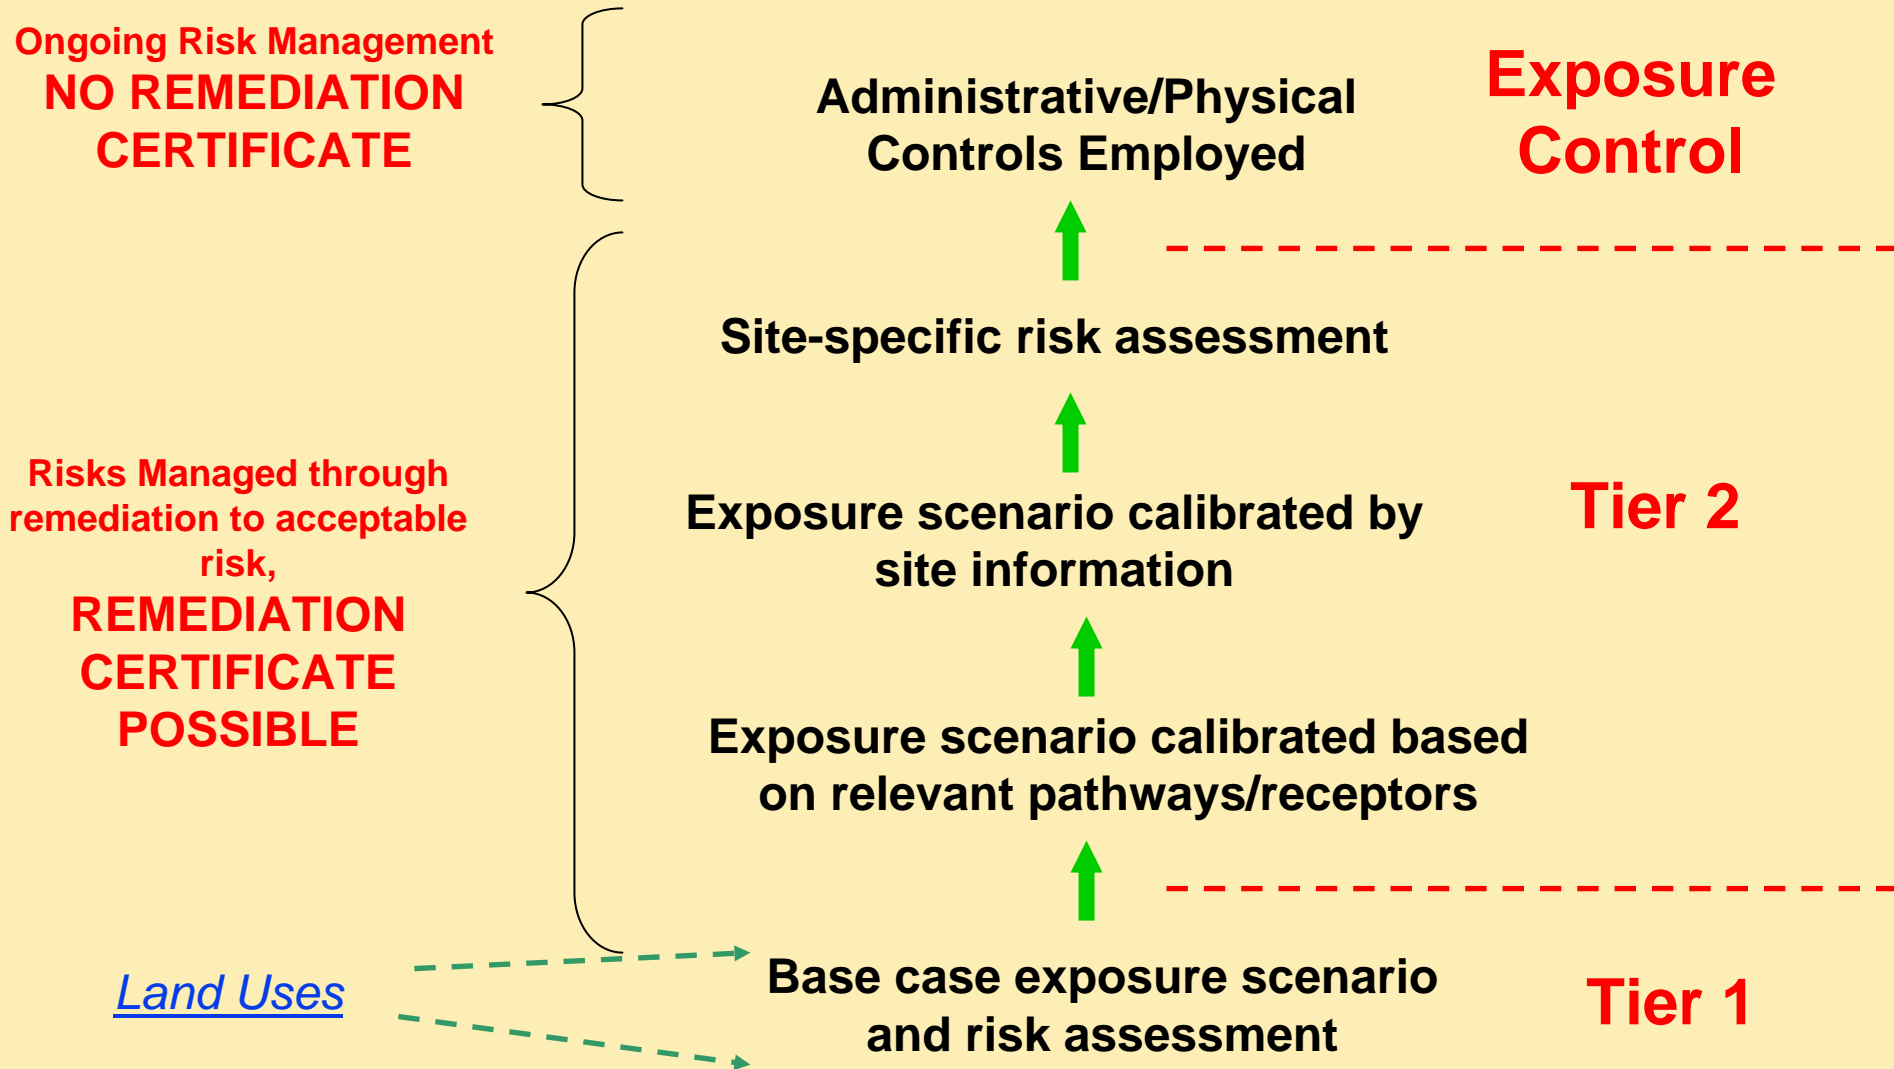 Ongoing Risk Management
NO REMEDIATION
CERTIFICATE
Administrative/Physical
Controls Employed
Exposure
Control
Site-specific risk assessment
Risks Managed through
remediation to acceptable
risk,
REMEDIATION
CERTIFICATE
POSSIBLE
Exposure scenario calibrated by
site information
Tier 2
Exposure scenario calibrated based
on relevant pathways/receptors
Land Uses
Base case exposure scenario
and risk assessment
Tier 1